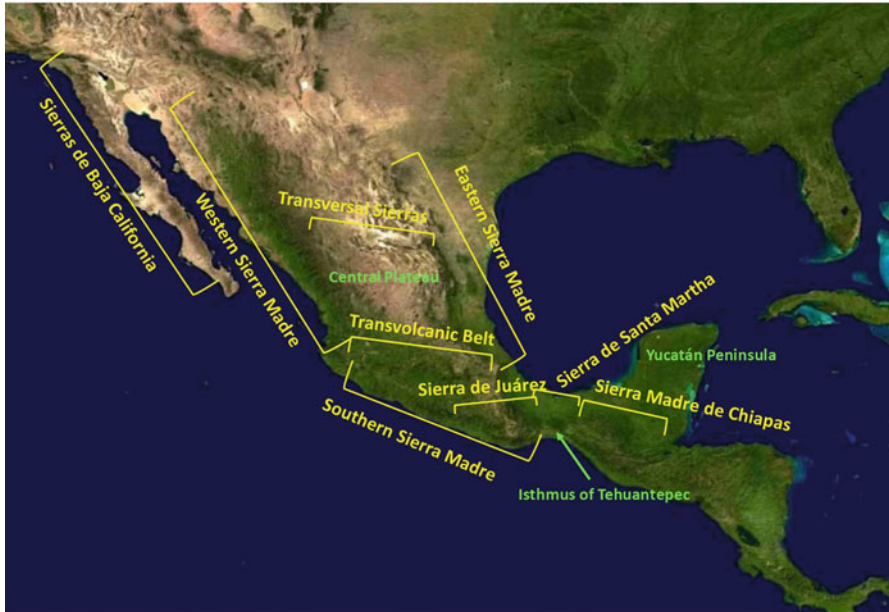 Sierras de Baja California
Western Sierra Madre
Transversal Sierras
Eastern Sierra Madre
Central Plateau
Transvolcanic Belt
Sierra de Santa Martha
Yucatán Peninsula
Sierra de Juárez
Sierra Madre de Chiapas
Southern Sierra Madre
Isthmus of Tehuantepec